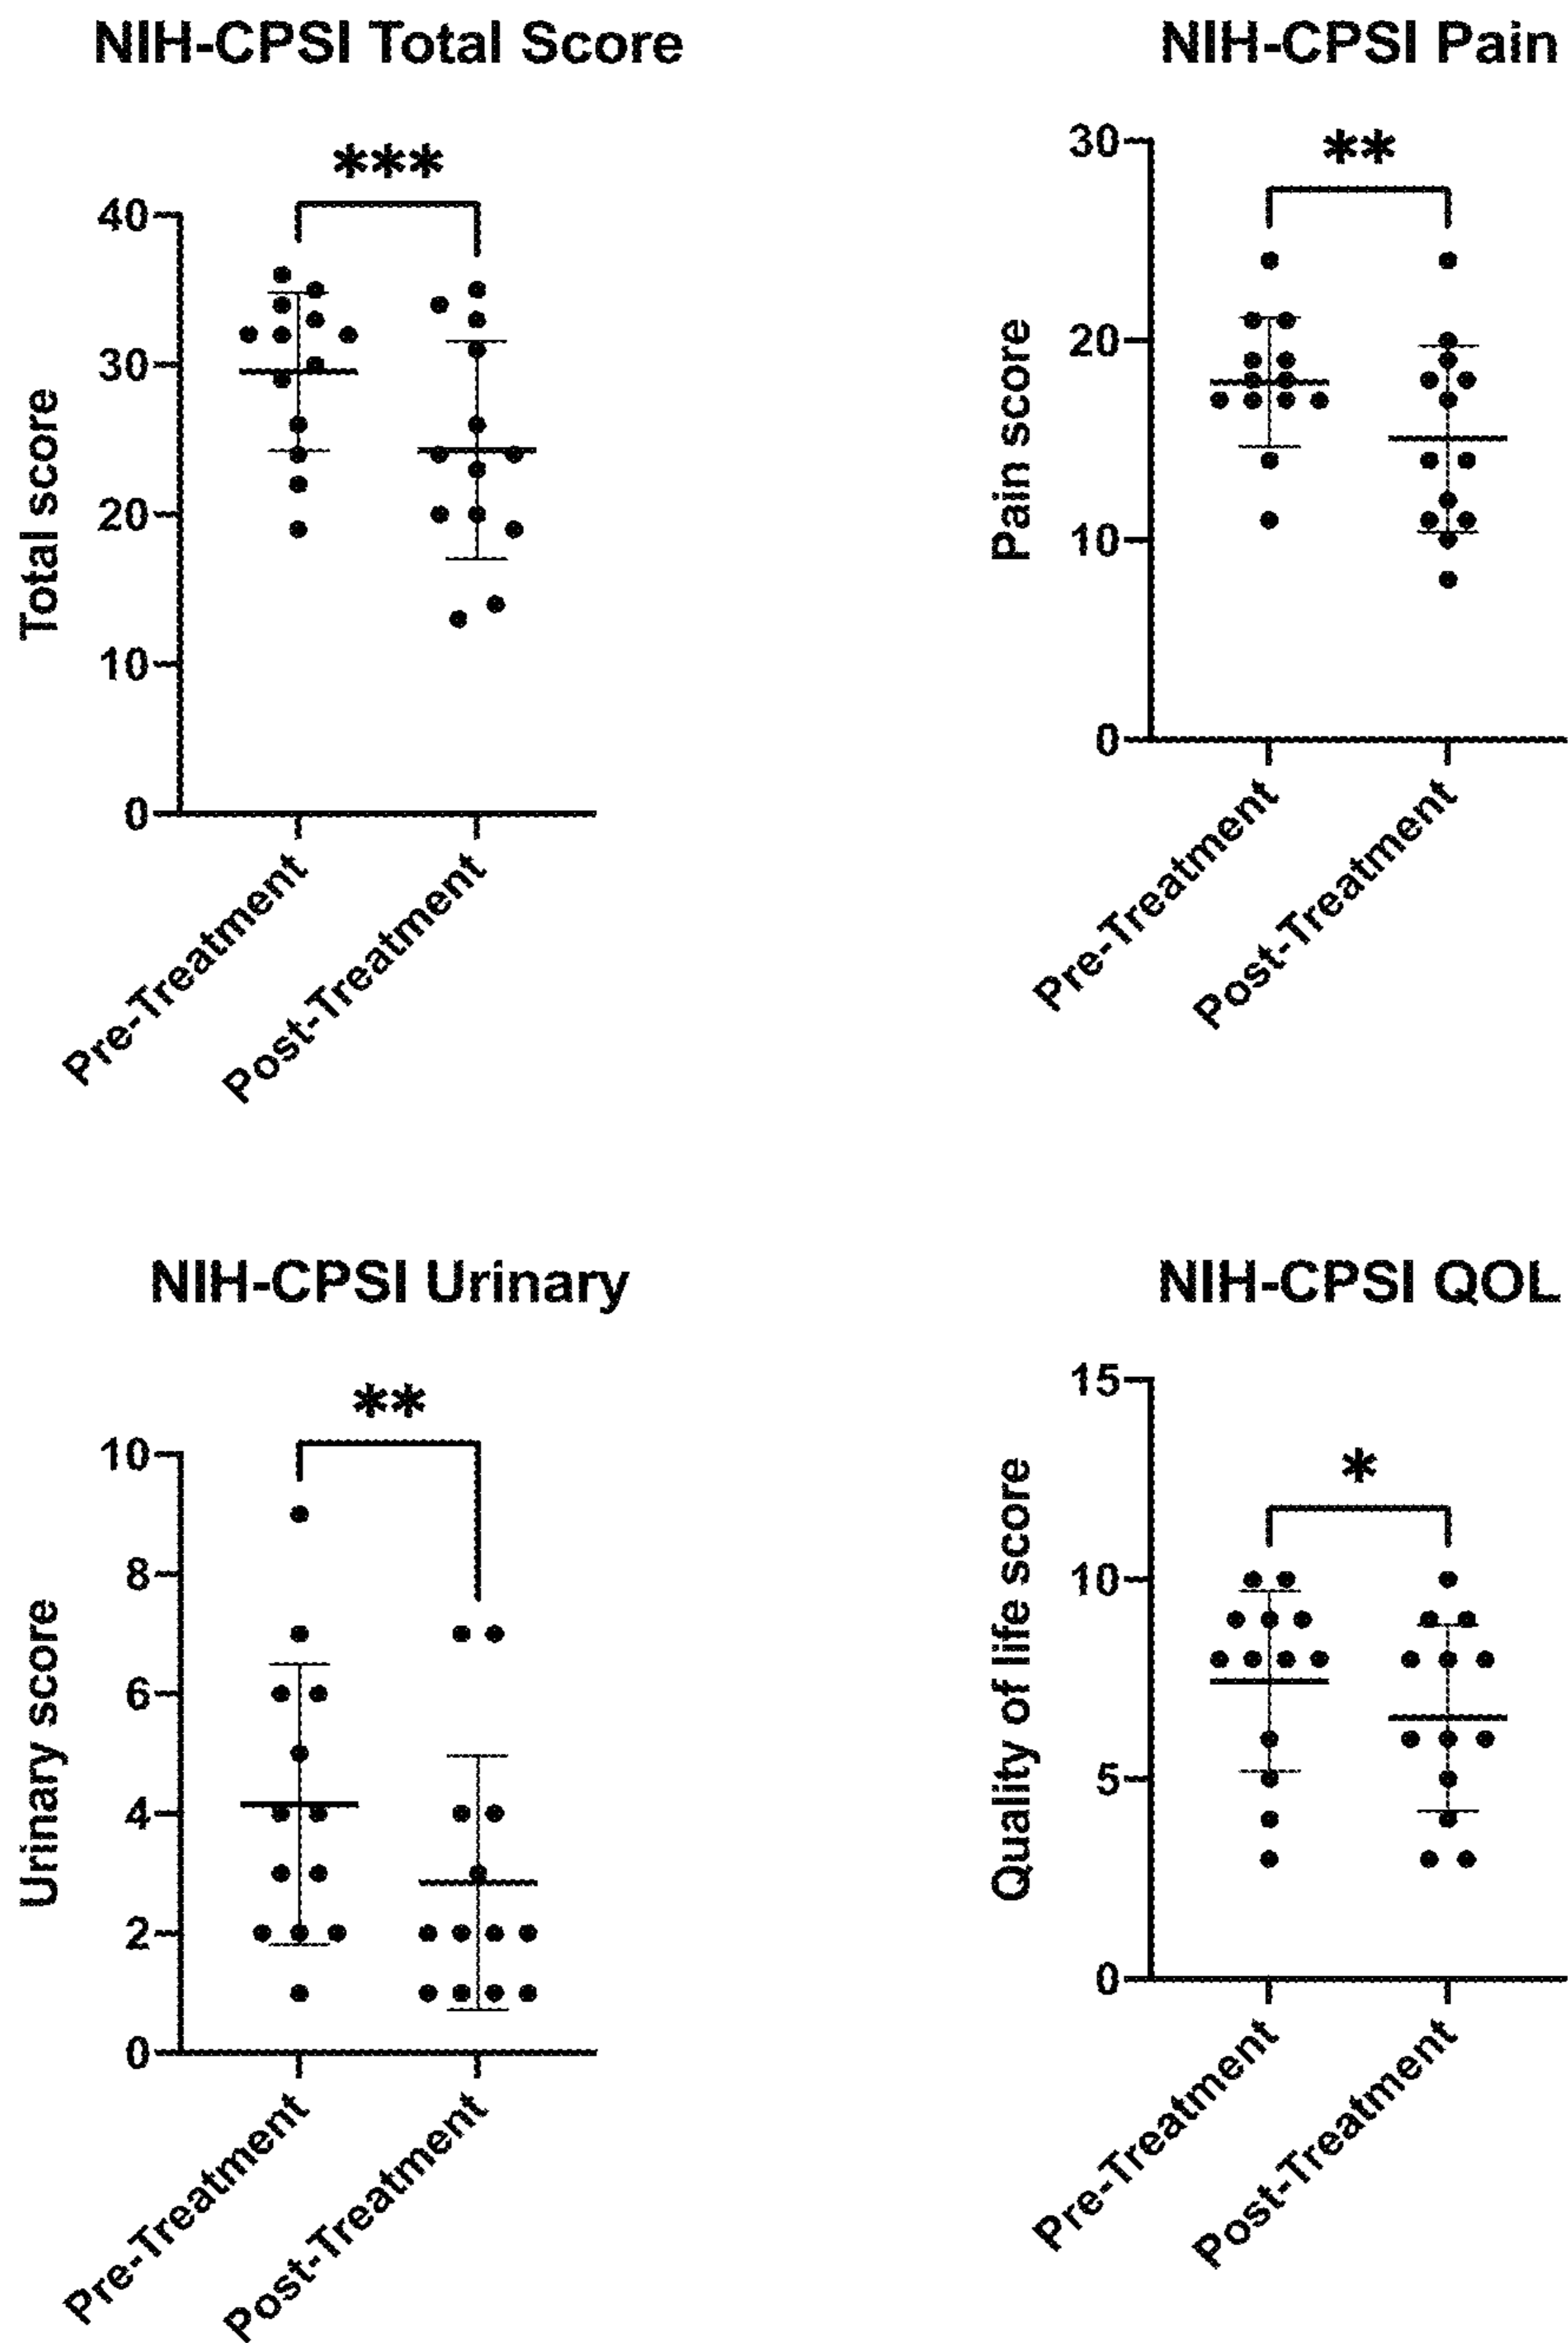 NIH-CPSI Total Score
***
Total score
40
30
20
10
0
Pre-Treatment
Post-Treatment
NIH-CPSI Pain
**
Pain score
30
20
10
0
Pre-Treatment
Post-Treatment
NIH-CPSI Urinary
**
Urinary score
10
8
6
4
2
0
Pre-Treatment
Post-Treatment
NIH-CPSI QOL
*
Quality of life score
15
10
5
0
Pre-Treatment
Post-Treatment